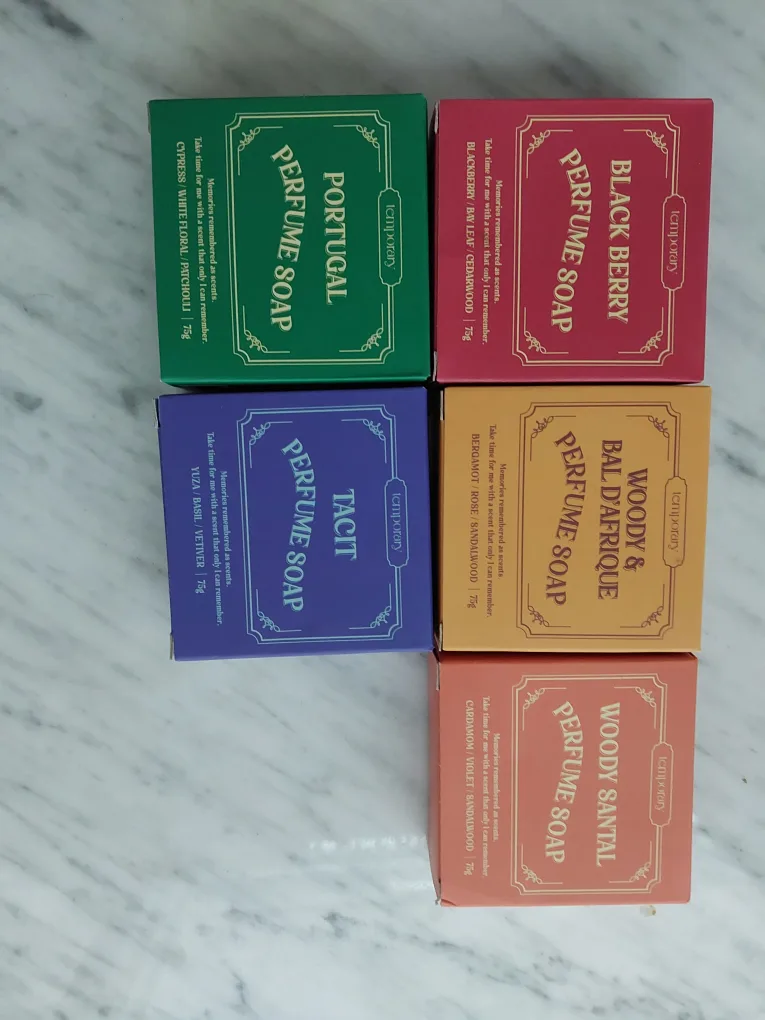 temporary
BLACK BERRY
PERFUME SOAP
Memories remembered as scents.
Take time for me with a scent that only I can remember.
BLACKBERRY / BAY LEAF / CEDARWOOD | 75g
temporary
WOODY &
BAL D'AFRIQUE
PERFUME SOAP
Memories remembered as scents.
Take time for me with a scent that only I can remember.
BERGAMOT / ROSE / SANDALWOOD | 75g
temporary
WOODY SANTAL
PERFUME SOAP
Memories remembered as scents.
Take time for me with a scent that only I can remember.
CARDAMOM / VIOLET / SANDALWOOD | 75g
temporary
PORTUGAL
PERFUME SOAP
Memories remembered as scents.
Take time for me with a scent that only I can remember.
CYPRESS / WHITE FLORAL / PATCHOULI | 75g
temporary
TACIT
PERFUME SOAP
Memories remembered as scents.
Take time for me with a scent that only I can remember.
YUZA / BASIL / VETIVER | 75g